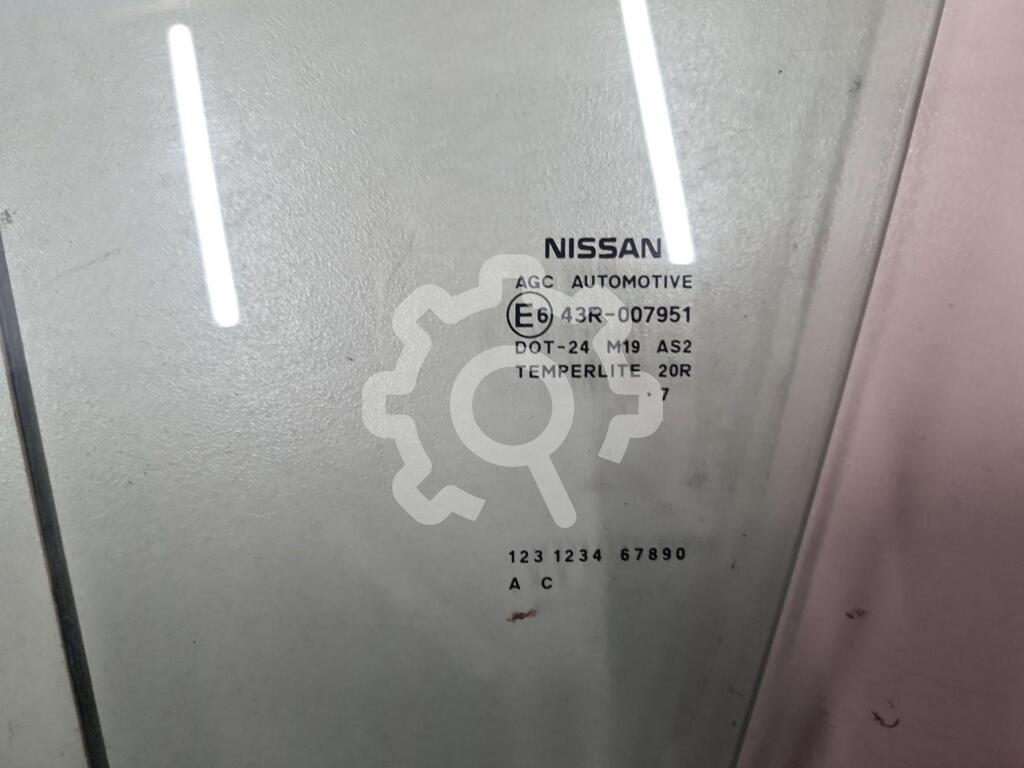 NISSAN
AGC AUTOMOTIVE
E6 43R-007951
DOT-24 M19 AS2
TEMPERLITE 20R
. 7
123 1234 67890
A C